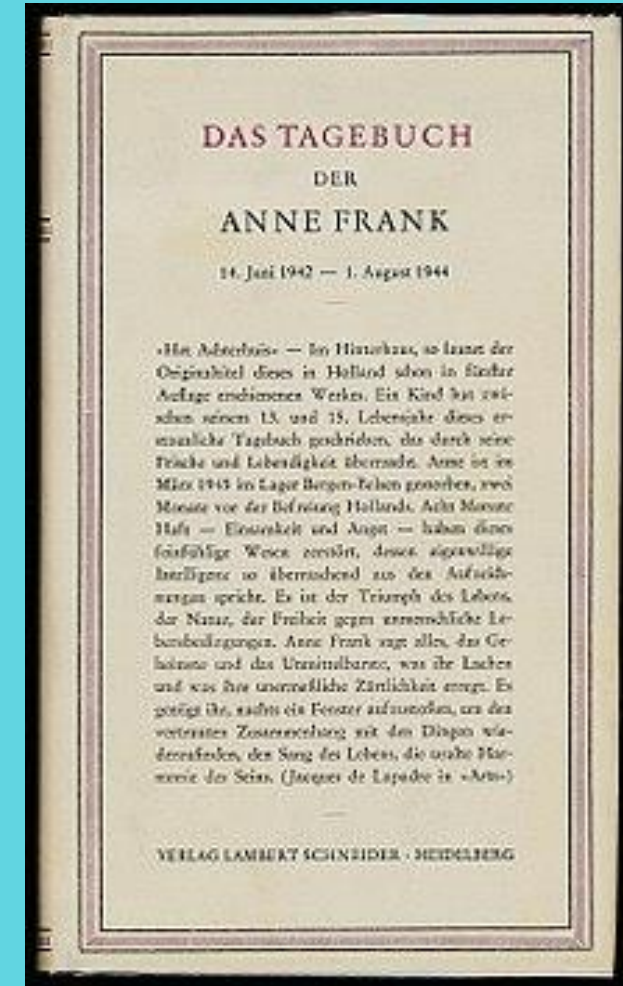 DAS TAGEBUCH
DER
ANNE FRANK
14. Juni 1942 — 1. August 1944
»Het Achterhuis« — Im Hinterhaus, so lautet der
Originaltitel dieses in Holland schon in fünfter
Auflage erschienenen Werkes. Ein Kind hat zwi-
schen seinem 13. und 15. Lebensjahr dieses er-
staunliche Tagebuch geschrieben, das durch seine
Frische und Lebendigkeit überrascht. Anne ist im
März 1945 im Lager Bergen-Belsen gestorben, zwei
Monate vor der Befreiung Hollands. Acht Monate
Haft — Einsamkeit und Angst — haben dieses
feinfühlige Wesen zerstört, dessen eigenwillige
Intelligenz so überraschend aus den Aufzeich-
nungen spricht. Es ist der Triumph des Lebens,
der Natur, der Freiheit gegen unmenschliche Le-
bensbedingungen. Anne Frank sagt alles, das Ge-
heimste und das Unmittelbarste, was ihr Lachen
und was ihre unermeßliche Zärtlichkeit erregt. Es
genügt ihr, nachts ein Fenster aufzustoßen, um den
vertrauten Zusammenhang mit den Dingen wie-
derzufinden, den Sang des Lebens, die uralte Har-
monie des Seins. (Jacques de in »Arts«)
VERLAG LAMBERT SCHNEIDER · HEIDELBERG